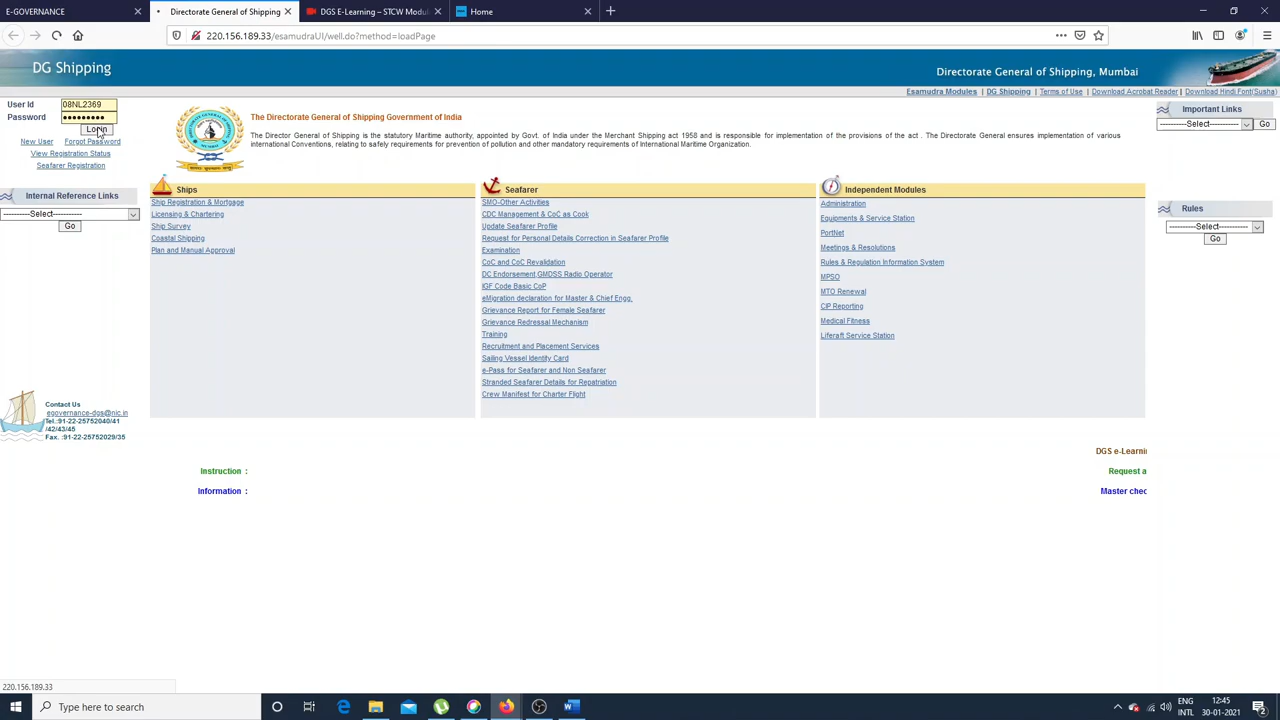 E-GOVERNANCE
Directorate General of Shipping
DGS E-Learning – STCW Module
Home
220.156.189.33/esamudraUI/well.do?method=loadPage
DG Shipping
Directorate General of Shipping, Mumbai
Esamudra Modules | DG Shipping | Terms of Use | Download Acrobat Reader | Download Hindi Font(Susha)
User Id 08NL2369
Password
Login
New User Forgot Password
View Registration Status
Seafarer Registration
Internal Reference Links
----------Select----------
Go
The Directorate General of Shipping Government of India
The Director General of Shipping is the statutory Maritime authority, appointed by Govt. of India under the Merchant Shipping act 1958 and is responsible for implementation of the provisions of the act . The Directorate General ensures implementation of various
international Conventions, relating to safely requirements for prevention of pollution and other mandatory requirements of International Maritime Organization.
Ships
Ship Registration & Mortgage
Licensing & Chartering
Ship Survey
Coastal Shipping
Plan and Manual Approval
Seafarer
SMO-Other Activities
CDC Management & CoC as Cook
Update Seafarer Profile
Request for Personal Details Correction in Seafarer Profile
Examination
CoC and CoC Revalidation
DC Endorsement,GMDSS Radio Operator
IGF Code Basic CoP
eMigration declaration for Master & Chief Engg.
Grievance Report for Female Seafarer
Grievance Redressal Mechanism
Training
Recruitment and Placement Services
Sailing Vessel Identity Card
e-Pass for Seafarer and Non Seafarer
Stranded Seafarer Details for Repatriation
Crew Manifest for Charter Flight
Independent Modules
Administration
Equipments & Service Station
PortNet
Meetings & Resolutions
Rules & Regulation Information System
MPSO
MTO Renewal
CIP Reporting
Medical Fitness
Liferaft Service Station
Important Links
----------Select----------
Go
Rules
----------Select----------
Go
Contact Us
egovernance-dgs@nic.in
Tel.:91-22-25752040/41
/42/43/45
Fax. :91-22-25752029/35
DGS e-Learni
Instruction :
Request a
Information :
Master chec
220.156.189.33
Type here to search
ENG
INTL
12:45
30-01-2021
2